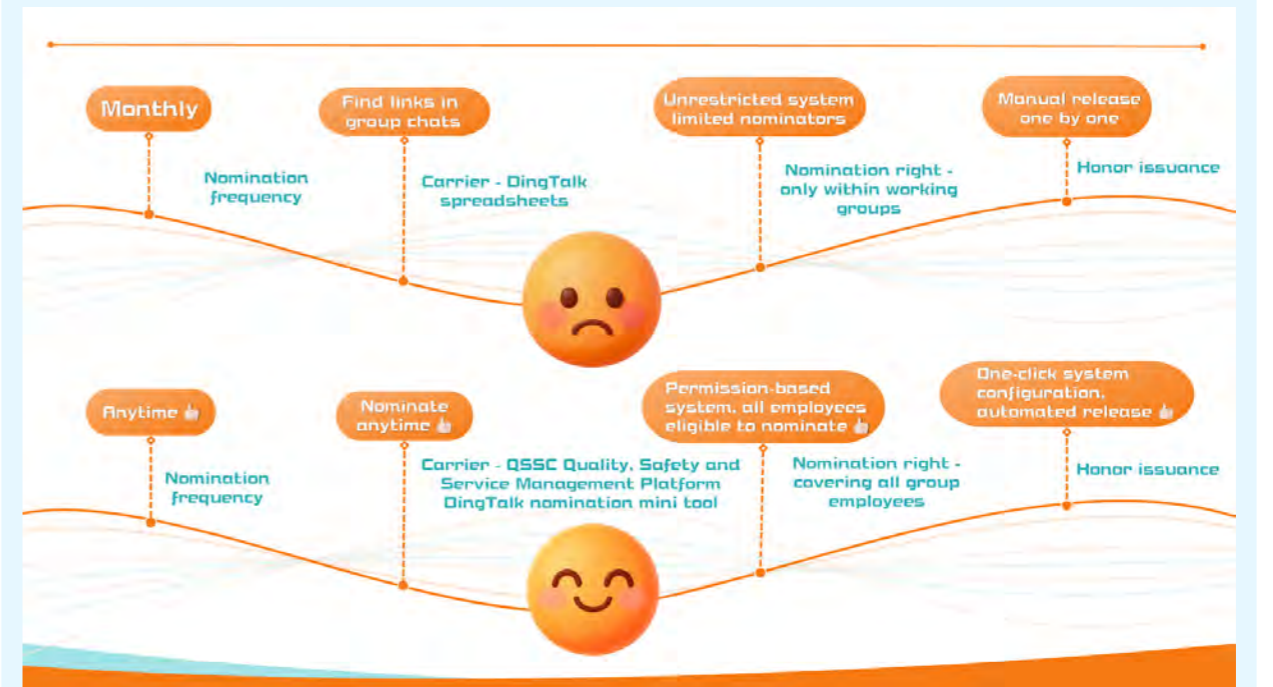 Monthly
Find links in
group chats
Unrestricted system
limited nominators
Manual release
one by one
Nomination
frequency
Carrier - DingTalk
spreadsheets
Nomination right -
only within working
groups
Honor issuance
Anytime
Nominate
anytime
Permission-based
system, all employees
eligible to nominate
One-click system
configuration,
automated release
Nomination
frequency
Carrier - QSSC Quality, Safety and
Service Management Platform
DingTalk nomination mini tool
Nomination right -
covering all group
employees
Honor issuance